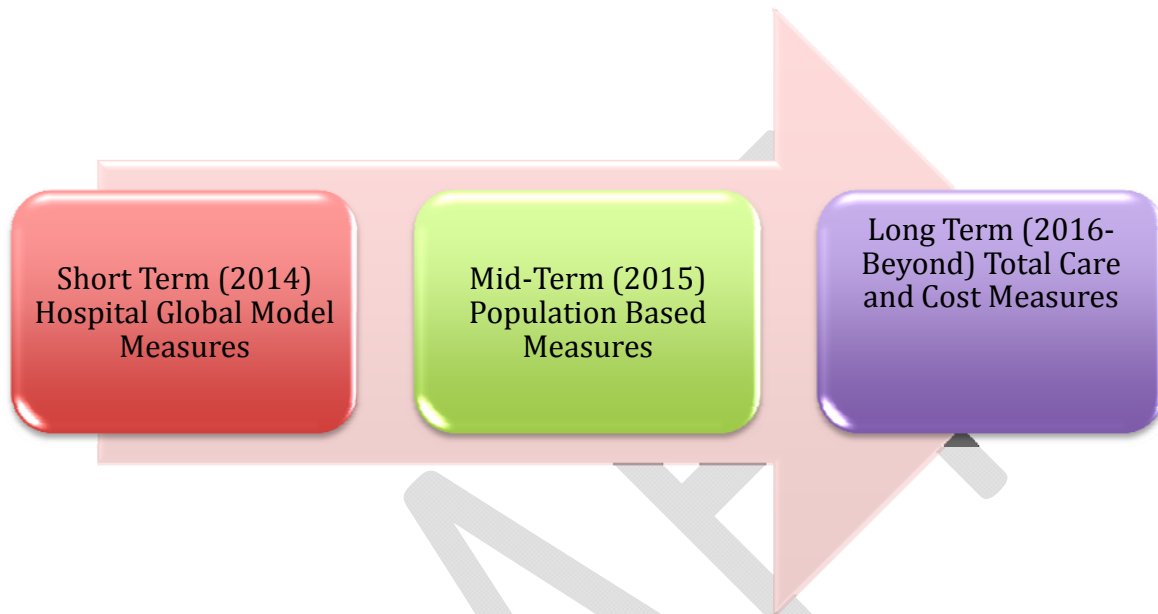 Short Term (2014)
Hospital Global Model
Measures
Mid-Term (2015)
Population Based
Measures
Long Term (2016-
Beyond) Total Care
and Cost Measures